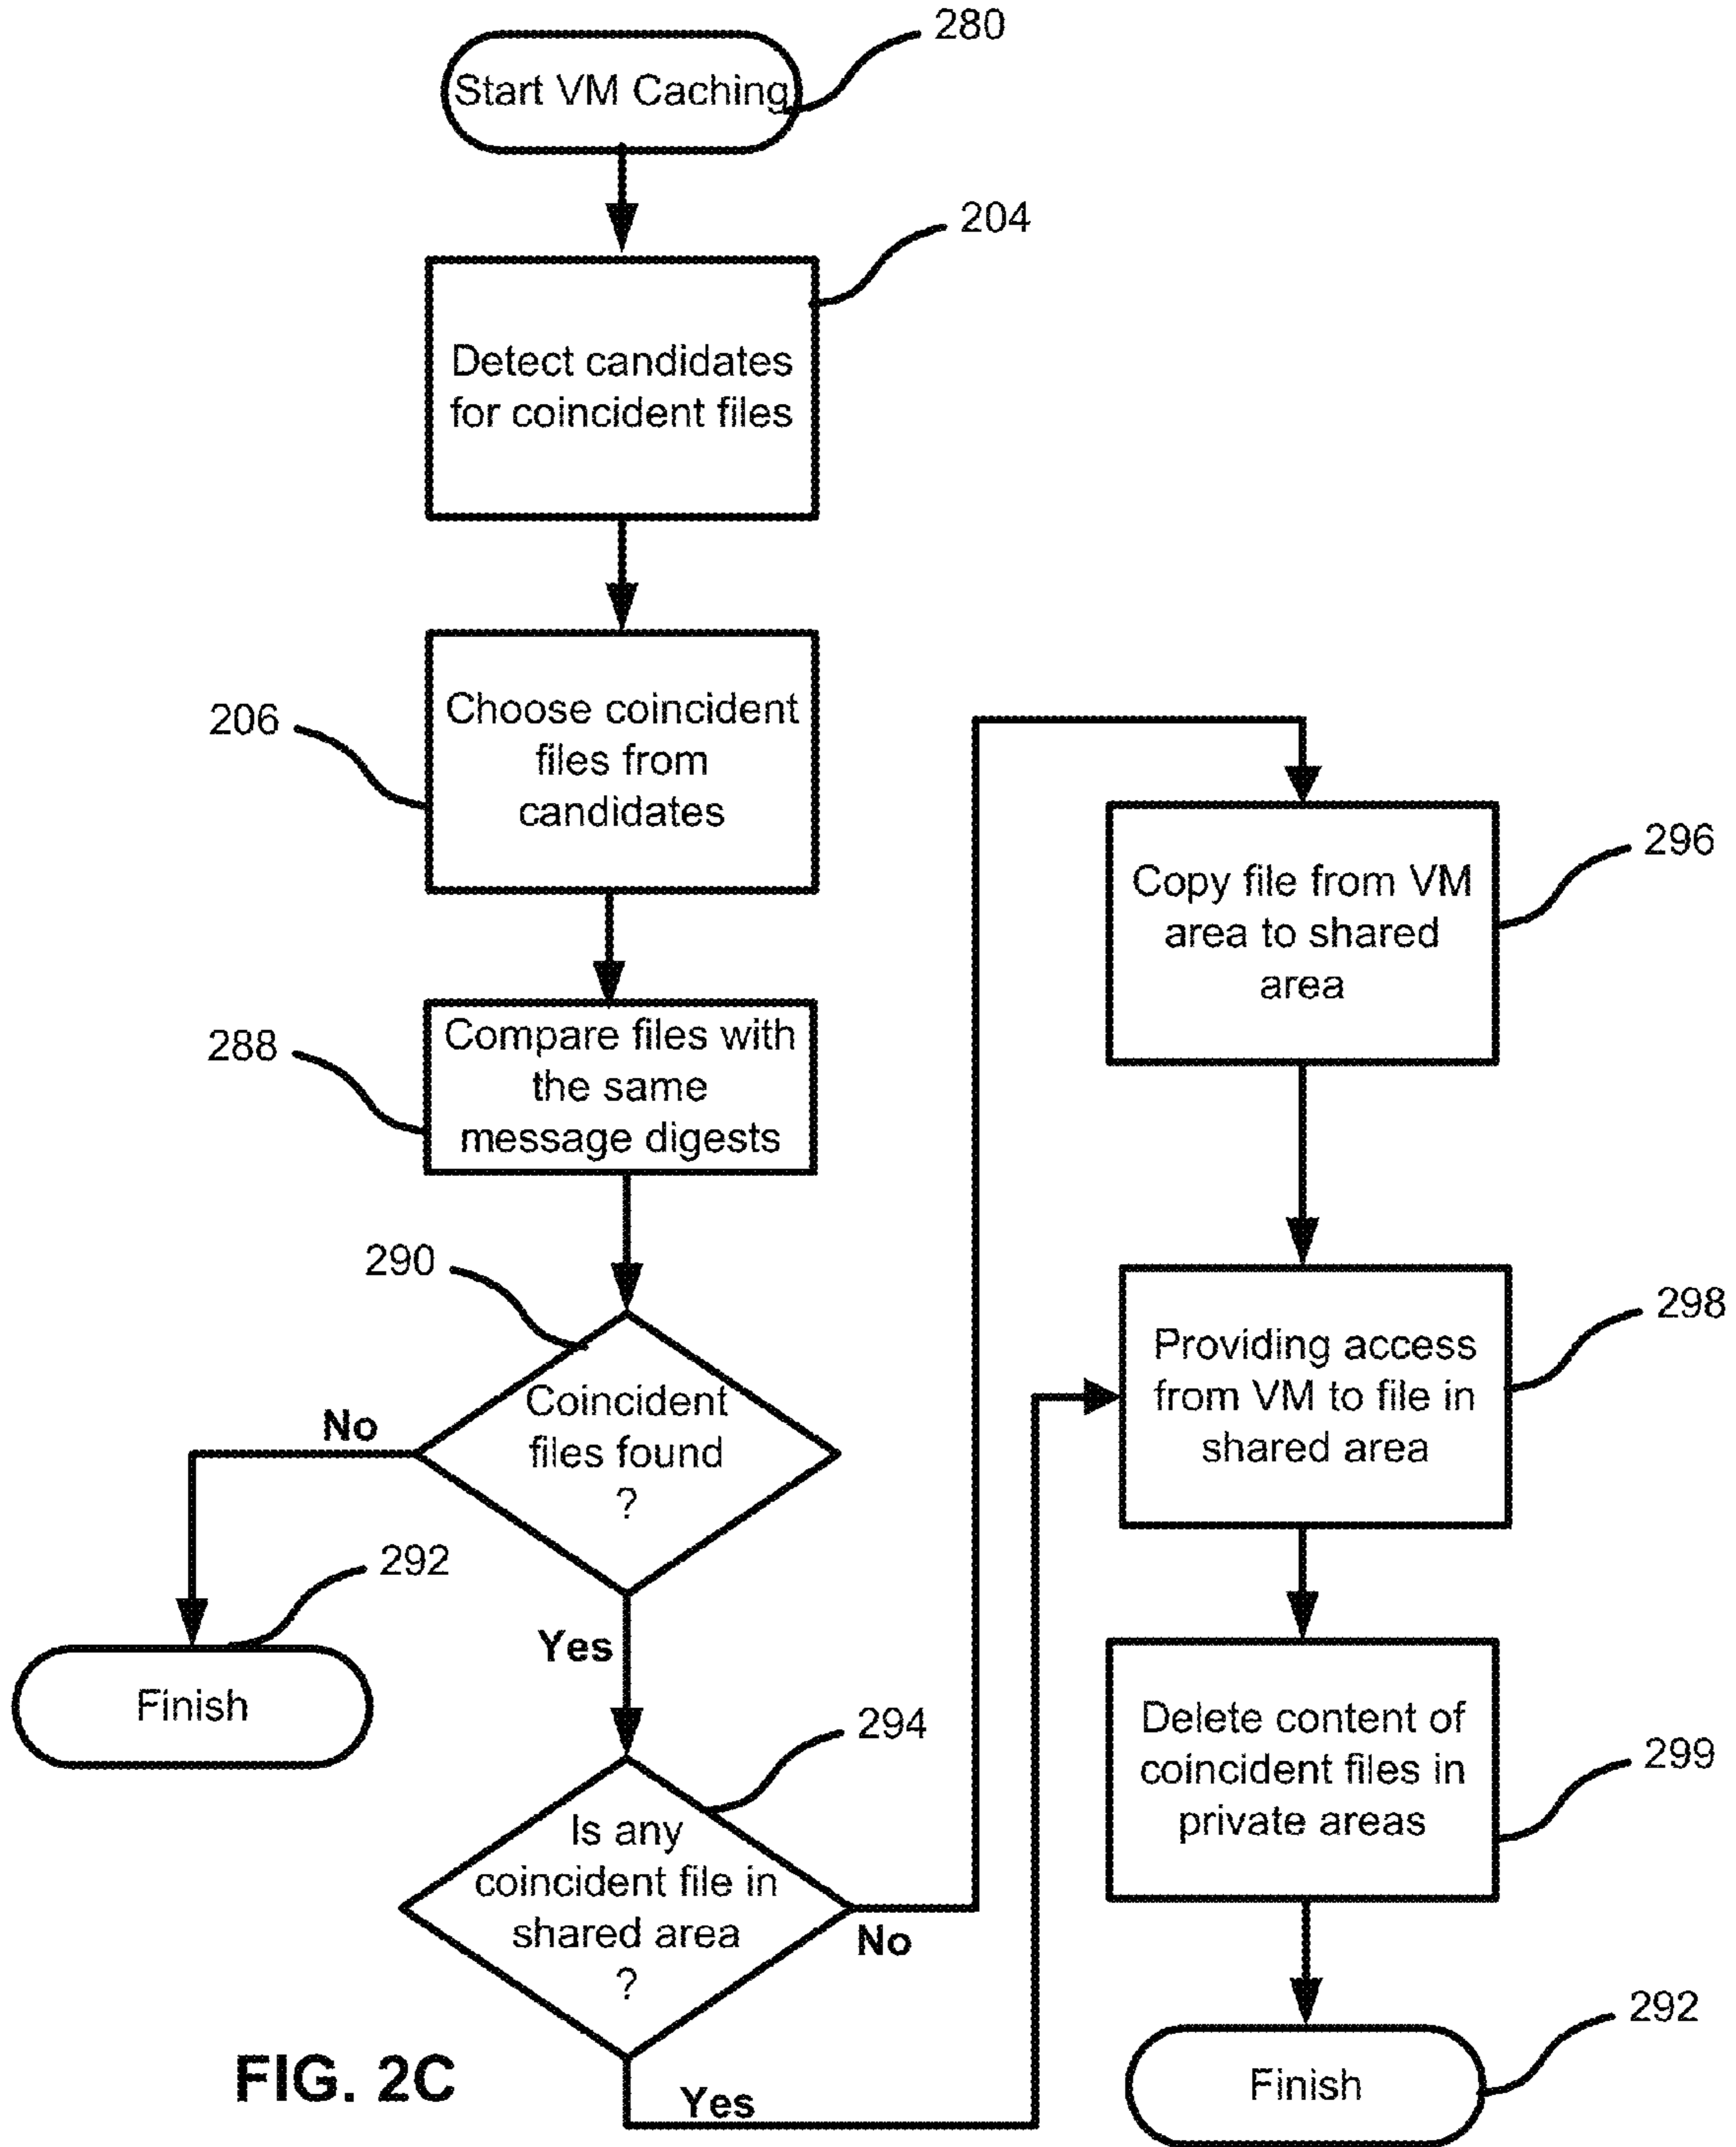 280
Start VM Caching
204
Detect candidates
for coincident files
206
Choose coincident
files from
candidates
288
Compare files with
the same
message digests
290
Coincident
files found
?
No
292
Finish
Yes
294
Is any
coincident file in
shared area
?
No
Yes
296
Copy file from VM
area to shared
area
298
Providing access
from VM to file in
shared area
299
Delete content of
coincident files in
private areas
292
Finish
FIG. 2C